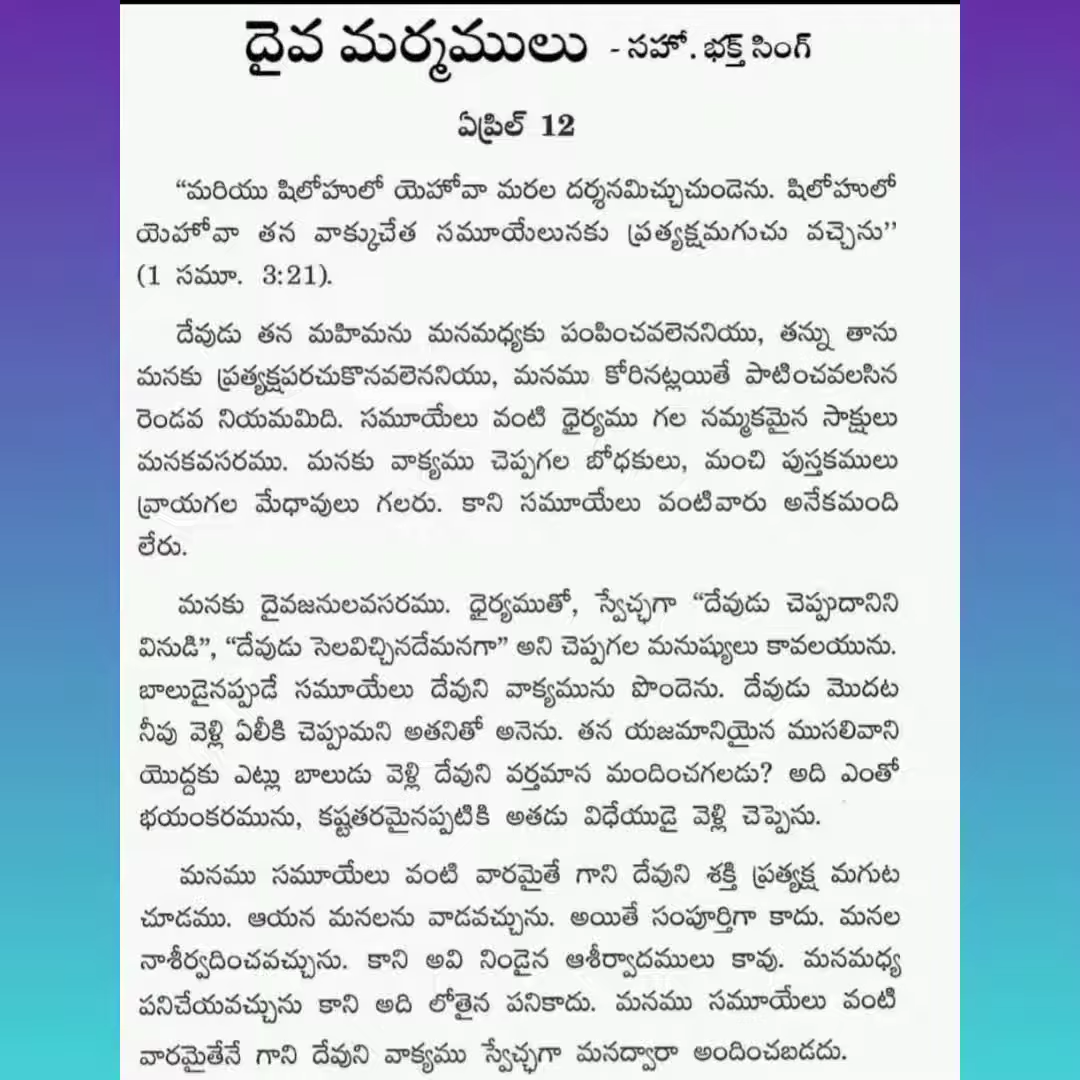 దైవ మర్మములు - సహో. భక్త్ సింగ్
ఏప్రిల్ 12
“మరియు షిలోహులో యెహోవా మరల దర్శనమిచ్చుచుండెను. షిలోహులో
యెహోవా తన వాక్కుచేత సమూయేలునకు ప్రత్యక్షమగుచు వచ్చెను’’
(1 సమూ. 3:21).
దేవుడు తన మహిమను మనమధ్యకు పంపించవలెననియు, తన్ను తాను
మనకు ప్రత్యక్షపరచుకొనవలెననియు, మనము కోరినట్లయితే పాటించవలసిన
రెండవ నియమమిది. సమూయేలు వంటి ధైర్యము గల నమ్మకమైన సాక్షులు
మనకవసరము. మనకు వాక్యము చెప్పగల బోధకులు, మంచి పుస్తకములు
వ్రాయగల మేధావులు గలరు. కాని సమూయేలు వంటివారు అనేకమంది
లేరు.
మనకు దైవజనులవసరము. ధైర్యముతో, స్వేచ్ఛగా “దేవుడు చెప్పుదానిని
వినుడి”, “దేవుడు సెలవిచ్చినదేమనగా” అని చెప్పగల మనుష్యులు కావలయును.
బాలుడైనప్పుడే సమూయేలు దేవుని వాక్యమును పొందెను. దేవుడు మొదట
నీవు వెళ్లి ఏలీకి చెప్పుమని అతనితో అనెను. తన యజమానియైన ముసలివాని
యొద్దకు ఎట్లు బాలుడు వెళ్లి దేవుని వర్తమాన మందించగలడు? అది ఎంతో
భయంకరమును, కష్టతరమైనప్పటికి అతడు విధేయుడై వెళ్లి చెప్పెను.
మనము సమూయేలు వంటి వారమైతే గాని దేవుని శక్తి ప్రత్యక్ష మగుట
చూడము. ఆయన మనలను వాడవచ్చును. అయితే సంపూర్తిగా కాదు. మనల
నాశీర్వదించవచ్చును. కాని అవి నిండైన ఆశీర్వాదములు కావు. మనమధ్య
పనిచేయవచ్చును కాని అది లోతైన పనికాదు. మనము సమూయేలు వంటి
వారమైతేనే గాని దేవుని వాక్యము స్వేచ్ఛగా మనద్వారా అందించబడదు.